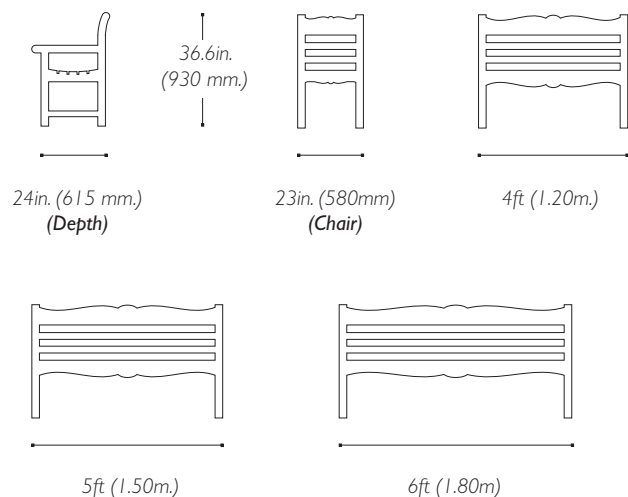 36.6in.
(930 mm.)
24in. (615 mm.)
(Depth)
23in. (580mm)
(Chair)
4ft (1.20m.)
5ft (1.50m.)
6ft (1.80m)